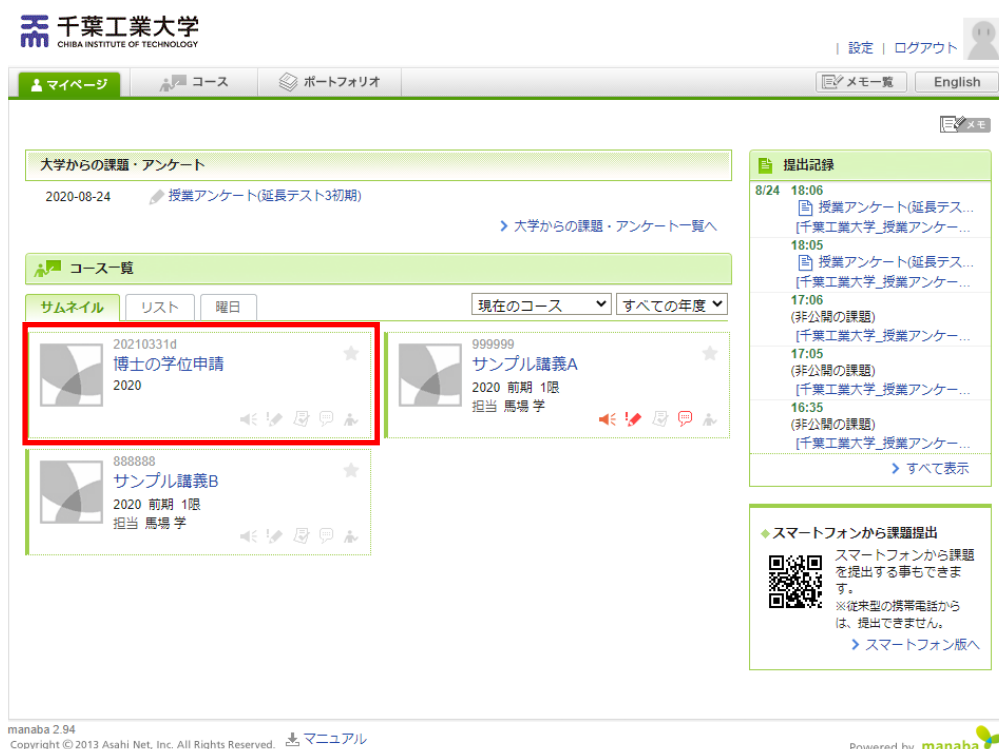 千葉工業大学
CHIBA INSTITUTE OF TECHNOLOGY
| 設定 | ログアウト
マイページ
コース
ポートフォリオ
メモ一覧
English
メモ
大学からの課題・アンケート
2020-08-24 授業アンケート(延長テスト3初期)
大学からの課題・アンケート一覧へ
コース一覧
サムネイル
リスト
曜日
現在のコース
すべての年度
20210331d
博士の学位申請
2020
999999
サンプル講義A
2020 前期 1限
担当 馬場 学
888888
サンプル講義B
2020 前期 1限
担当 馬場 学
提出記録
8/24 18:06
授業アンケート(延長テス...
[千葉工業大学_授業アンケー...
18:05
授業アンケート(延長テス...
[千葉工業大学_授業アンケー...
17:06
(非公開の課題)
[千葉工業大学_授業アンケー...
17:05
(非公開の課題)
[千葉工業大学_授業アンケー...
16:35
(非公開の課題)
[千葉工業大学_授業アンケー...
すべて表示
スマートフォンから課題提出
スマートフォンから課題
を提出する事もできま
す。
※従来型の携帯電話から
は、提出できません。
スマートフォン版へ
manaba 2.94
Copyright © 2013 Asahi Net, Inc. All Rights Reserved.
マニュアル
Powered by manaba